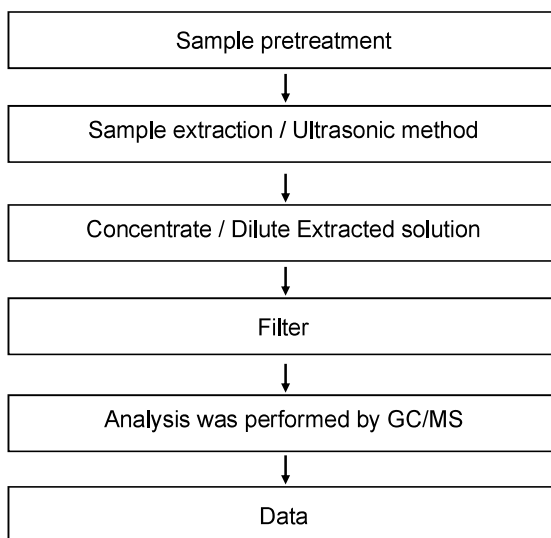 Sample pretreatment
Sample extraction / Ultrasonic method
Concentrate / Dilute Extracted solution
Filter
Analysis was performed by GC/MS
Data